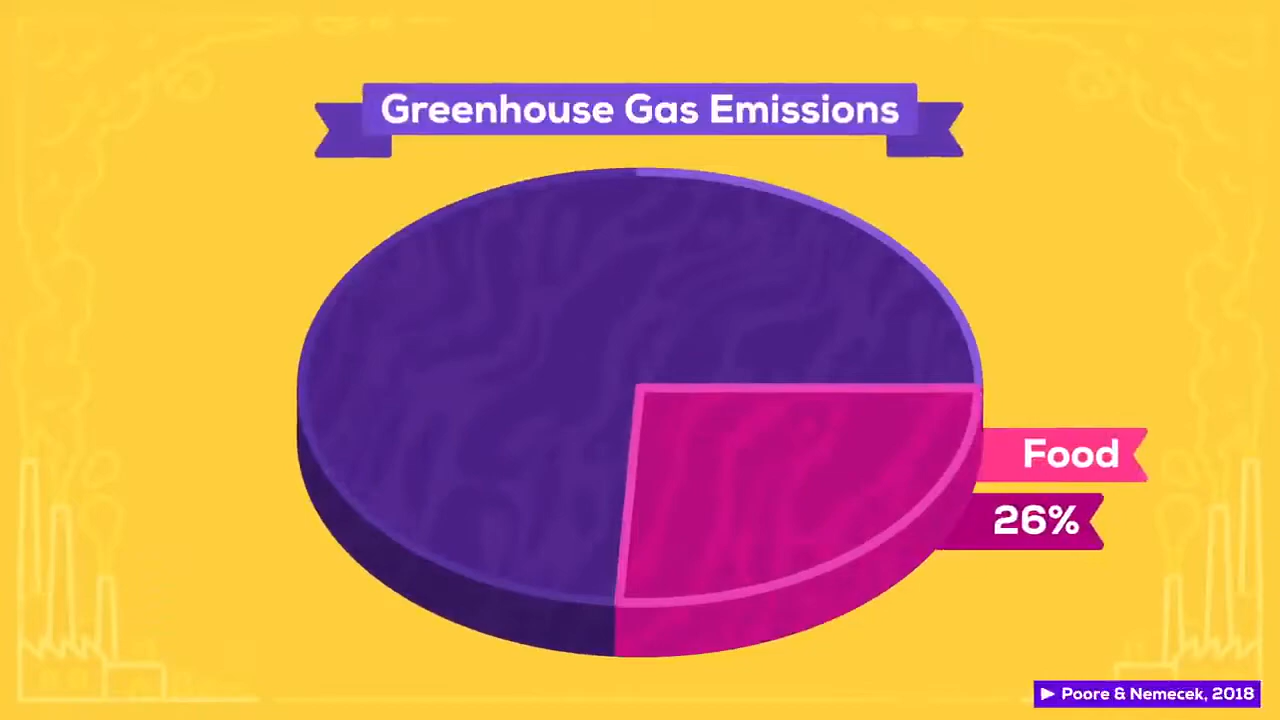 Greenhouse Gas Emissions
Food
26%
▶ Poore & Nemecek, 2018